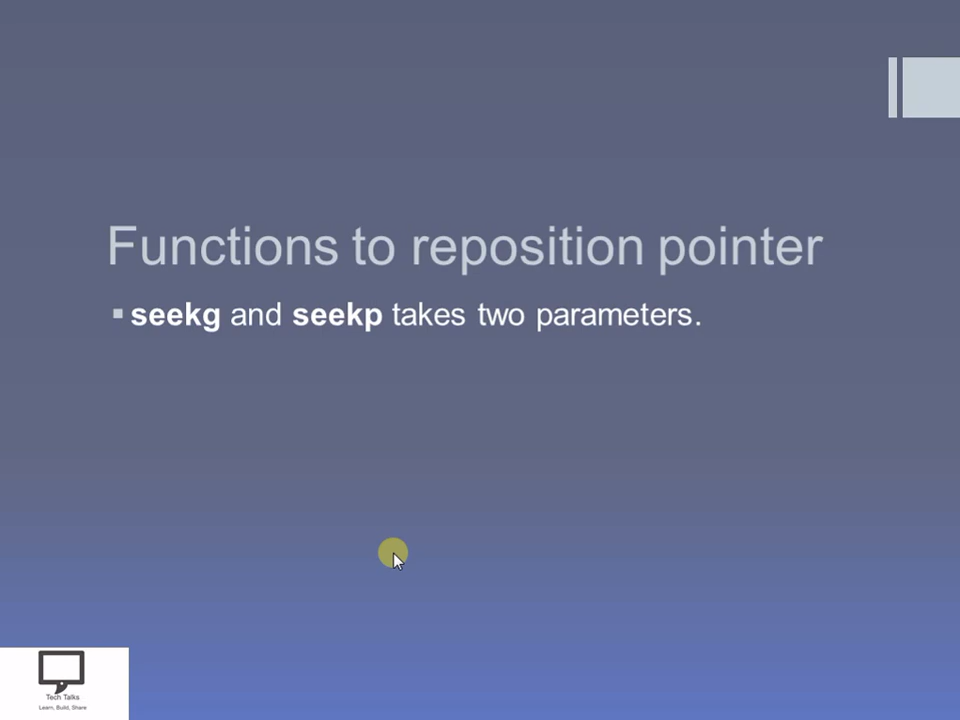 Functions to reposition pointer
▪ seekg and seekp takes two parameters.
Tech Talks
Learn, Build, Share